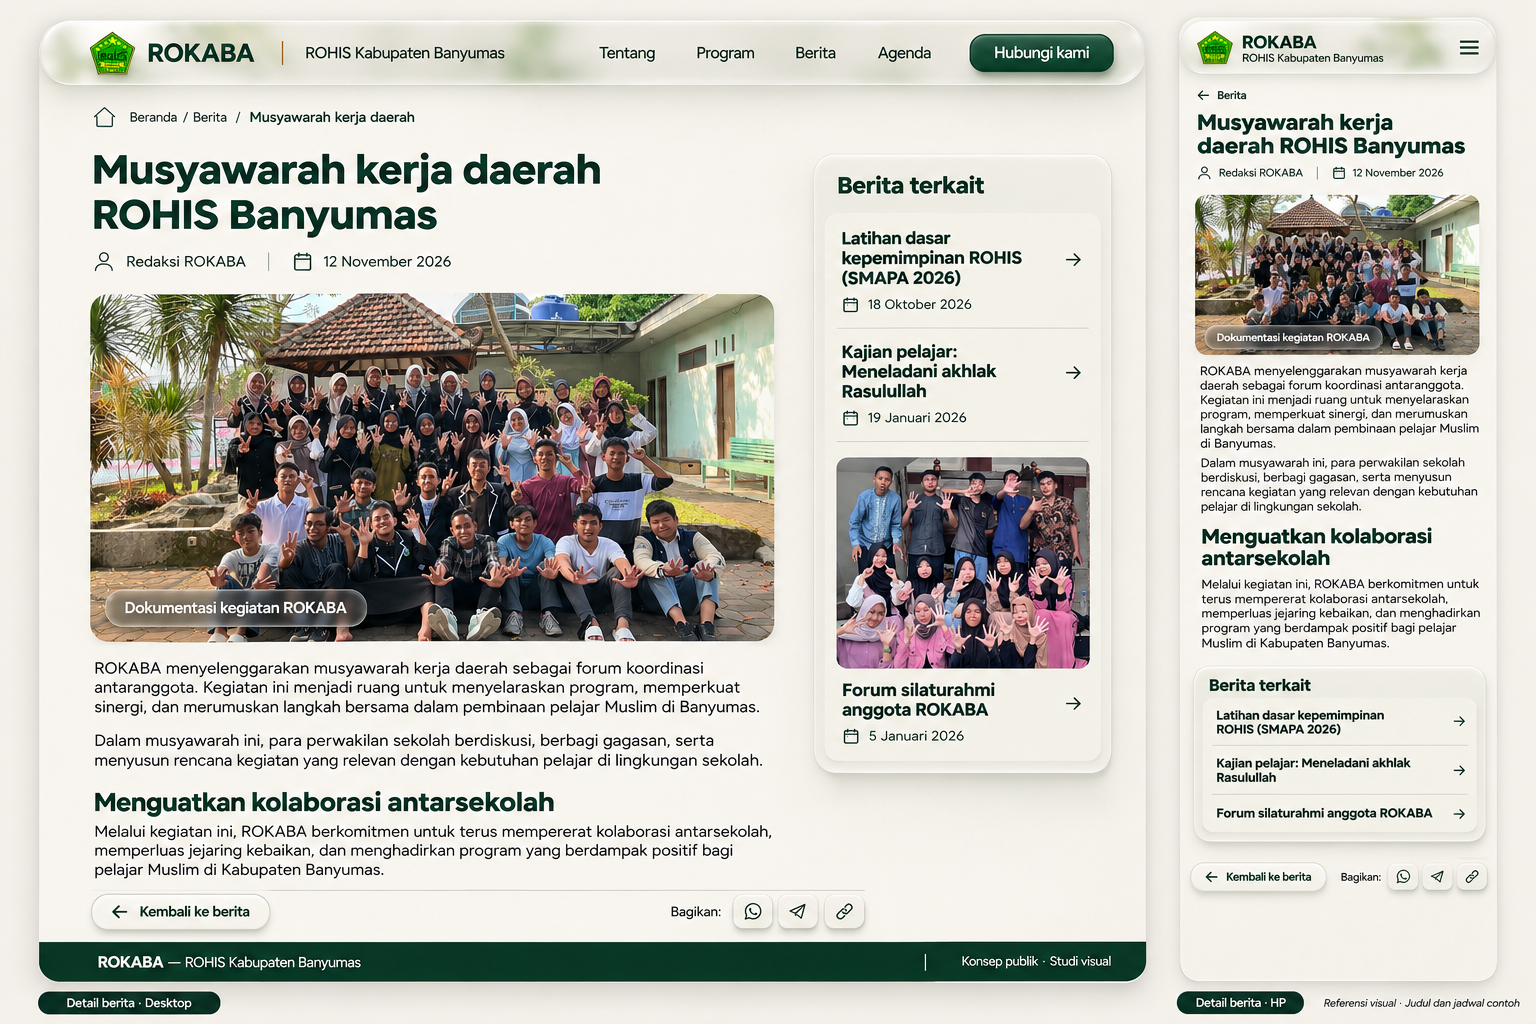 ROKABA
ROHIS Kabupaten Banyumas
Tentang
Program
Berita
Agenda
Hubungi kami
Beranda / Berita / Musyawarah kerja daerah
Musyawarah kerja daerah
ROHIS Banyumas
Redaksi ROKABA
12 November 2026
Dokumentasi kegiatan ROKABA
ROKABA menyelenggarakan musyawarah kerja daerah sebagai forum koordinasi
antaranggota. Kegiatan ini menjadi ruang untuk menyelaraskan program, memperkuat
sinergi, dan merumuskan langkah bersama dalam pembinaan pelajar Muslim di Banyumas.
Dalam musyawarah ini, para perwakilan sekolah berdiskusi, berbagi gagasan, serta
menyusun rencana kegiatan yang relevan dengan kebutuhan pelajar di lingkungan sekolah.
Menguatkan kolaborasi antarsekolah
Melalui kegiatan ini, ROKABA berkomitmen untuk terus mempererat kolaborasi antarsekolah,
memperluas jejaring kebaikan, dan menghadirkan program yang berdampak positif bagi
pelajar Muslim di Kabupaten Banyumas.
Kembali ke berita
Bagikan:
Berita terkait
Latihan dasar
kepemimpinan ROHIS
(SMAPA 2026)
18 Oktober 2026
Kajian pelajar:
Meneladani akhlak
Rasulullah
19 Januari 2026
Forum silaturahmi
anggota ROKABA
5 Januari 2026
ROKABA — ROHIS Kabupaten Banyumas
Konsep publik · Studi visual
Detail berita · Desktop
ROKABA
ROHIS Kabupaten Banyumas
Berita
Musyawarah kerja
daerah ROHIS Banyumas
Redaksi ROKABA
12 November 2026
Dokumentasi kegiatan ROKABA
ROKABA menyelenggarakan musyawarah kerja
daerah sebagai forum koordinasi antaranggota.
Kegiatan ini menjadi ruang untuk menyelaraskan
program, memperkuat sinergi, dan merumuskan
langkah bersama dalam pembinaan pelajar Muslim
di Banyumas.
Dalam musyawarah ini, para perwakilan sekolah
berdiskusi, berbagi gagasan, serta menyusun
rencana kegiatan yang relevan dengan kebutuhan
pelajar di lingkungan sekolah.
Menguatkan kolaborasi
antarsekolah
Melalui kegiatan ini, ROKABA berkomitmen untuk
terus mempererat kolaborasi antarsekolah,
memperluas jejaring kebaikan, dan menghadirkan
program yang berdampak positif bagi pelajar
Muslim di Kabupaten Banyumas.
Berita terkait
Latihan dasar kepemimpinan
ROHIS (SMAPA 2026)
Kajian pelajar: Meneladani akhlak
Rasulullah
Forum silaturahmi anggota ROKABA
Kembali ke berita
Bagikan:
Detail berita · HP
Referensi visual · Judul dan jadwal contoh